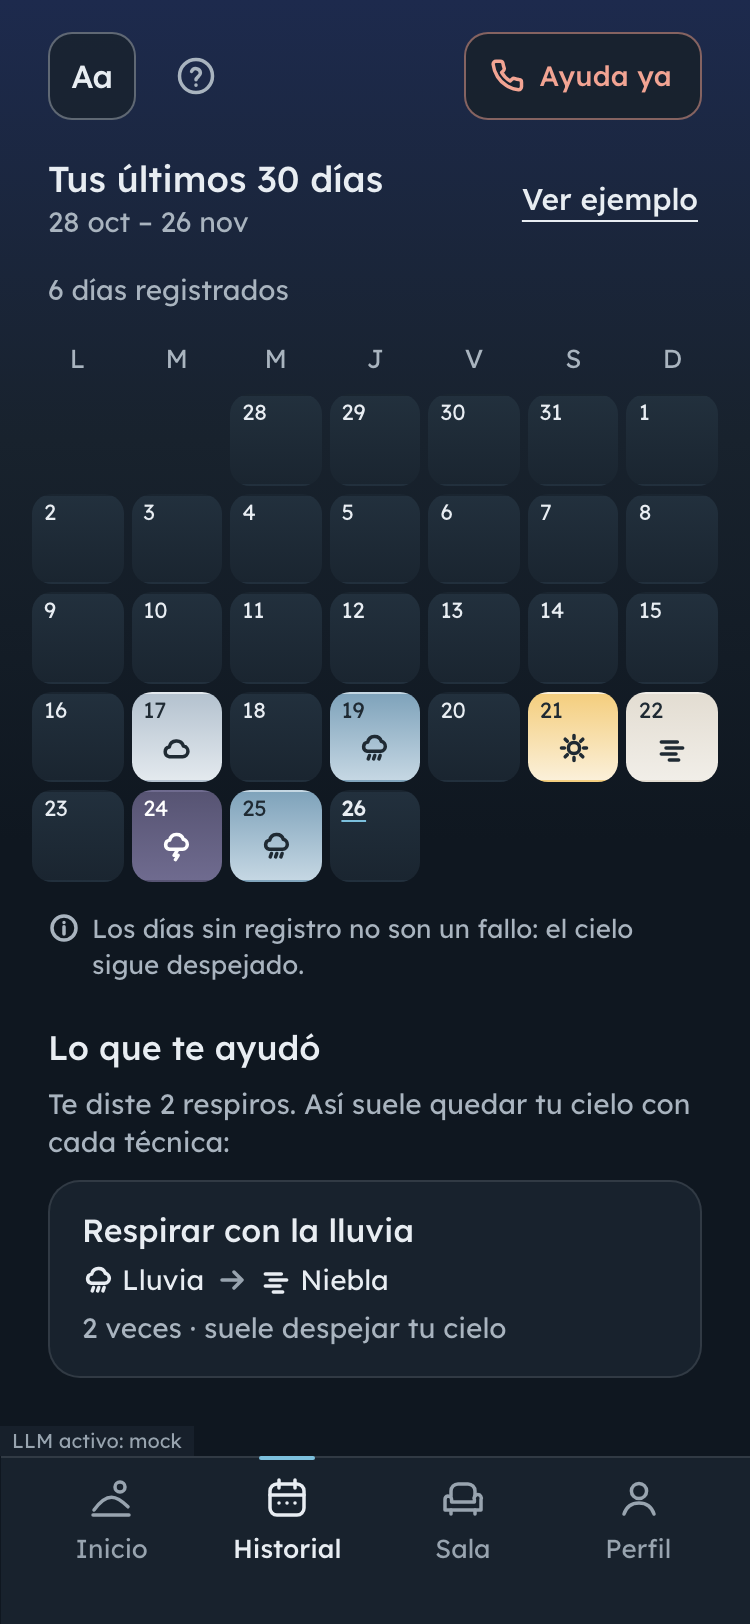 Aa
Ayuda ya
Tus últimos 30 días
28 oct – 26 nov
Ver ejemplo
6 días registrados
L M M J V S D
28 29 30 31 1
2 3 4 5 6 7 8
9 10 11 12 13 14 15
16 17 18 19 20 21 22
23 24 25 26
Los días sin registro no son un fallo: el cielo
sigue despejado.
Lo que te ayudó
Te diste 2 respiros. Así suele quedar tu cielo con
cada técnica:
Respirar con la lluvia
Lluvia → Niebla
2 veces · suele despejar tu cielo
LLM activo: mock
Inicio Historial Sala Perfil